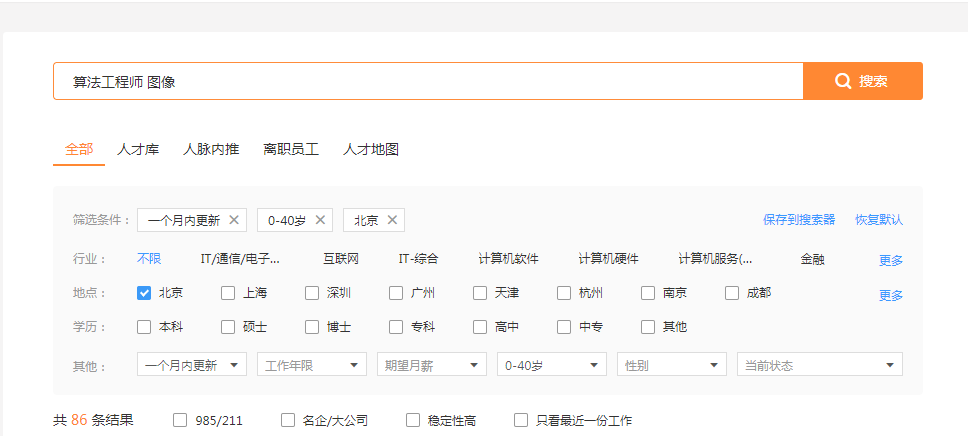 算法工程师 图像 搜索
全部 人才库 人脉内推 离职员工 人才地图
筛选条件： 一个月内更新 0-40岁 北京 保存到搜索器 恢复默认
行业： 不限 IT/通信/电子... 互联网 IT-综合 计算机软件 计算机硬件 计算机服务(... 金融 更多
地点： 北京 上海 深圳 广州 天津 杭州 南京 成都 更多
学历： 本科 硕士 博士 专科 高中 中专 其他
其他： 一个月内更新 工作年限 期望月薪 0-40岁 性别 当前状态
共 86 条结果 985/211 名企/大公司 稳定性高 只看最近一份工作